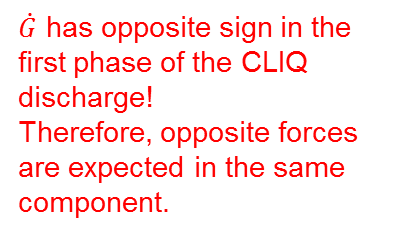 Ġ has opposite sign in the
first phase of the CLIQ
discharge!
Therefore, opposite forces
are expected in the same
component.